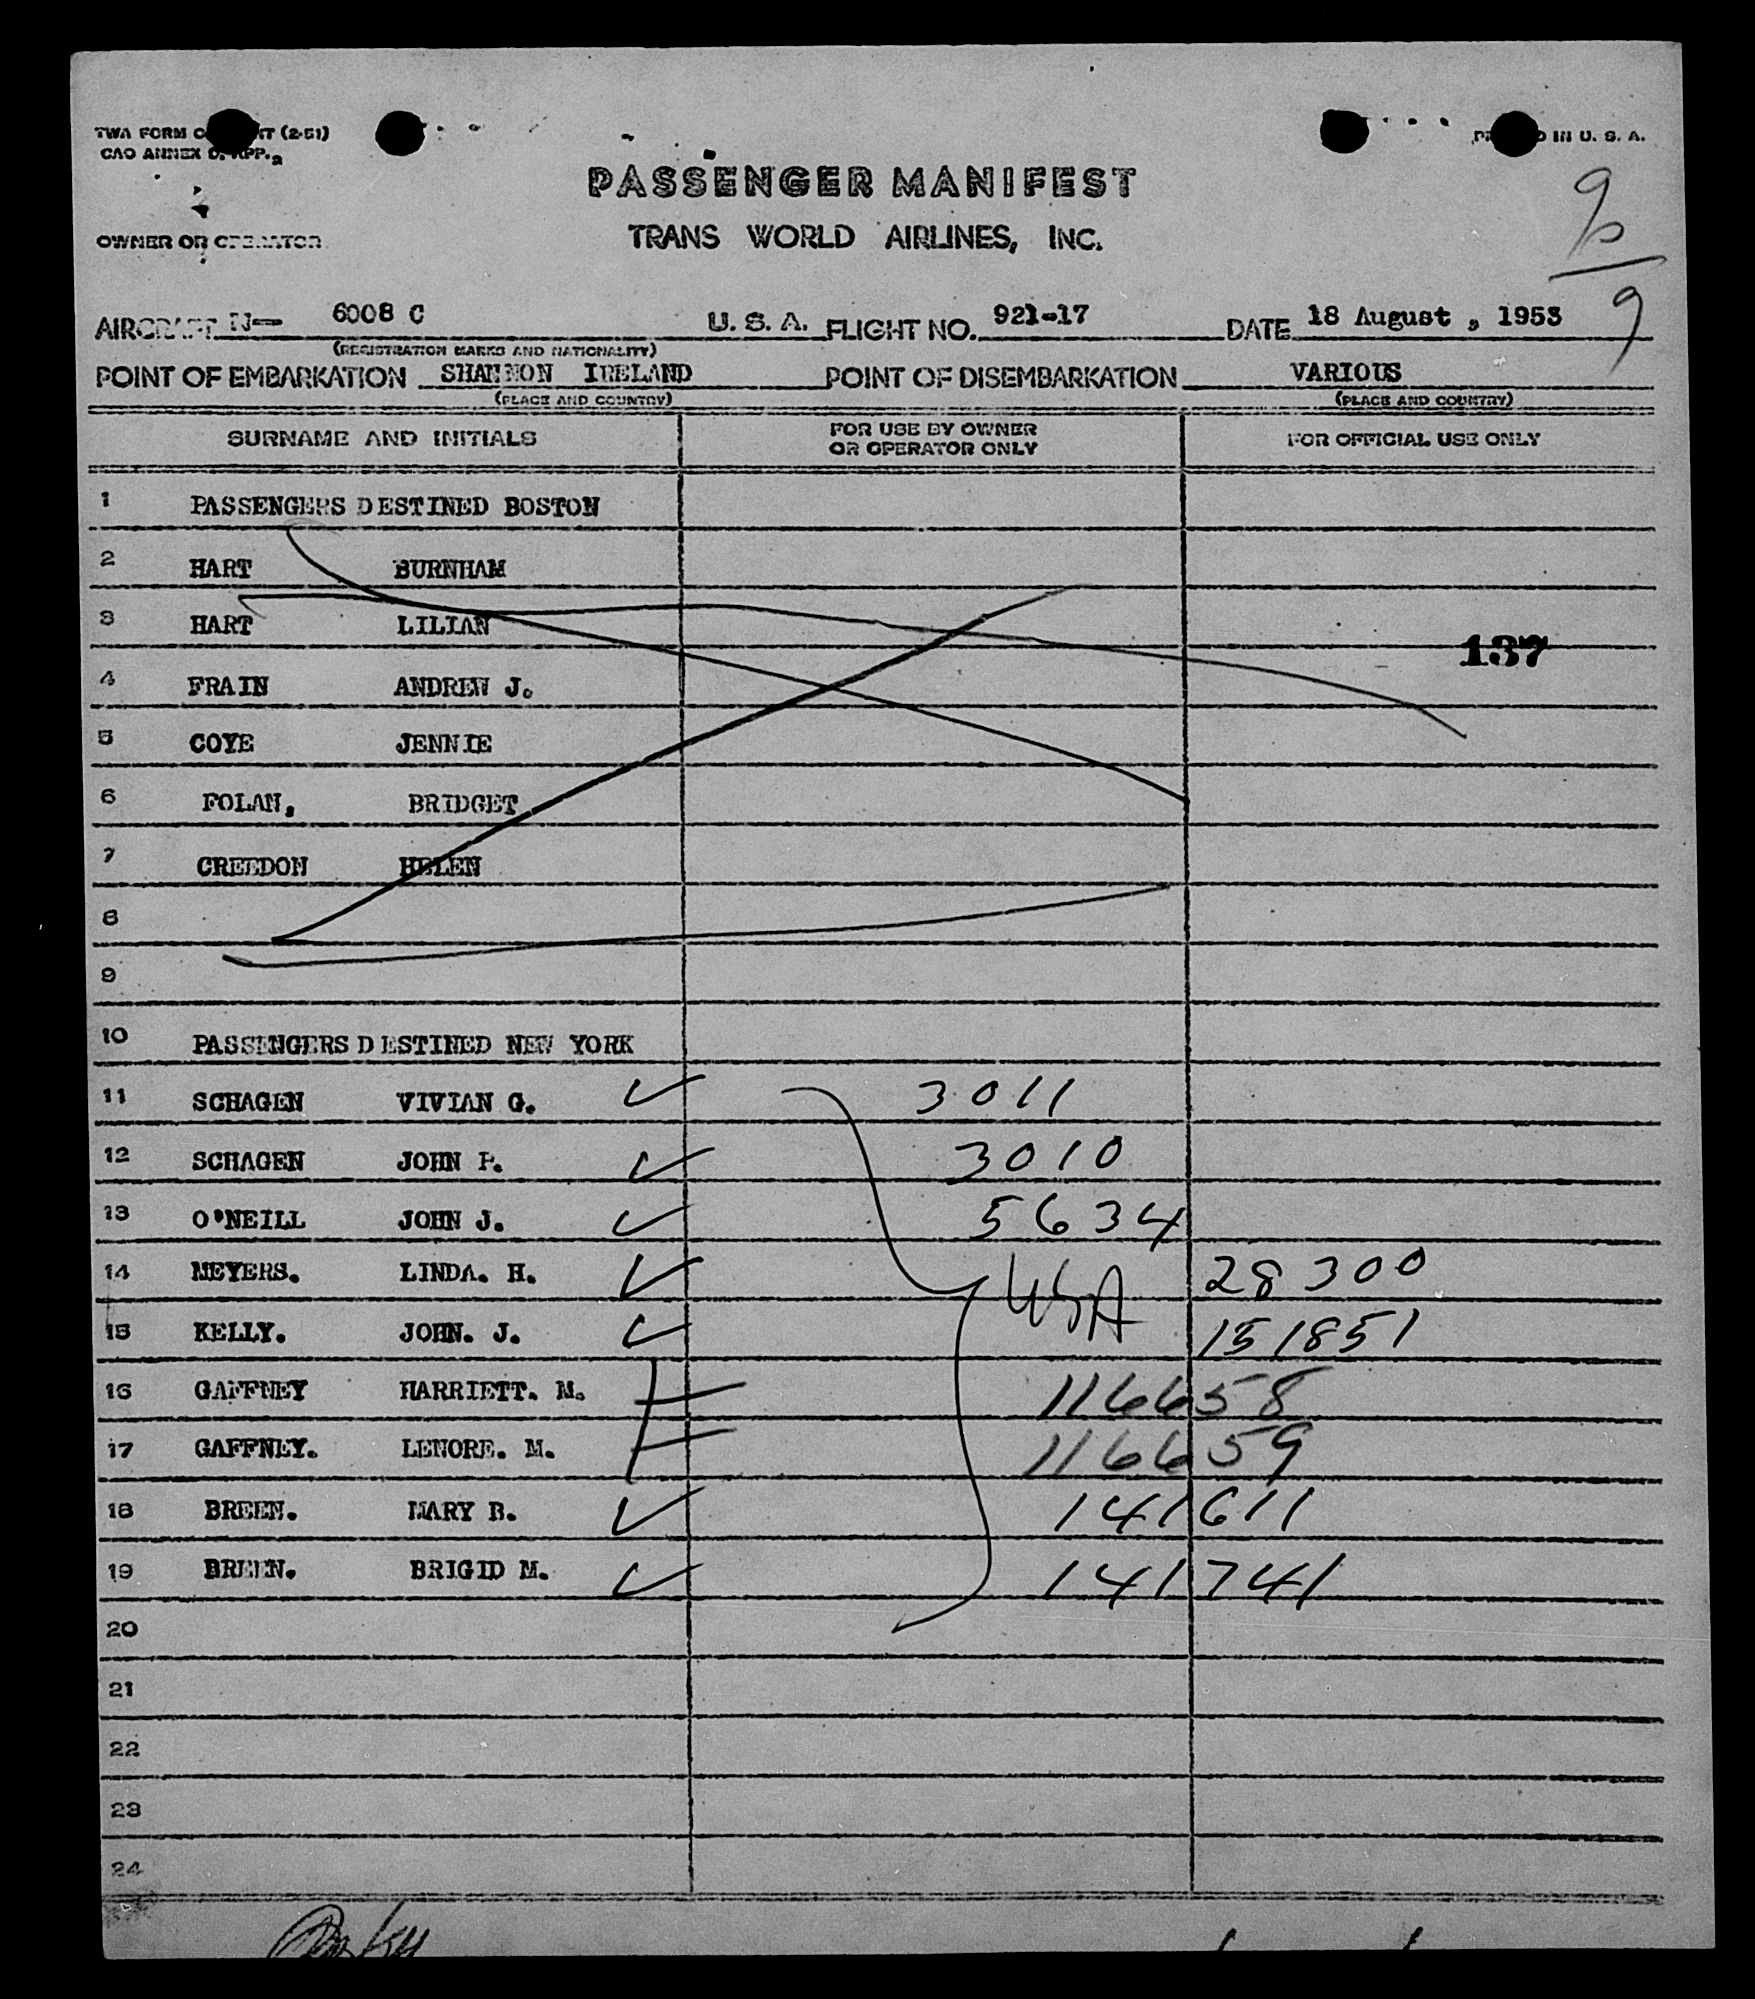 TWA FORM (2-51)
CAO ANNEX APP. 2
IN U. S. A.
PASSENGER MANIFEST
TRANS WORLD AIRLINES, INC.
9
9
OWNER OR OPERATOR
AIRCRAFT N- 6008 C U. S. A. FLIGHT NO. 921-17 DATE 18 August , 1953
(REGISTRATION MARKS AND NATIONALITY)
POINT OF EMBARKATION SHANNON IRELAND POINT OF DISEMBARKATION VARIOUS
(PLACE AND COUNTRY) (PLACE AND COUNTRY)
SURNAME AND INITIALS FOR USE BY OWNER OR OPERATOR ONLY FOR OFFICIAL USE ONLY
1 PASSENGERS DESTINED BOSTON
2 HART BURNHAM
3 HART LILIAN 137
4 FRAIN ANDREW J.
5 COYE JENNIE
6 FOLAN, BRIDGET
7 CREEDON HELEN
8
9
10 PASSENGERS DESTINED NEW YORK
11 SCHAGEN VIVIAN G. ✓ 3011
12 SCHAGEN JOHN P. ✓ 3010
13 O'NEILL JOHN J. ✓ 5634
14 MEYERS. LINDA. H. ✓ USA 28300
15 KELLY. JOHN. J. ✓ 151851
16 GAFFNEY HARRIETT. M. 116658
17 GAFFNEY. LENORE. M. 116659
18 BREEN. MARY B. ✓ 141611
19 BREEN. BRIGID M. ✓ 141741
20
21
22
23
24